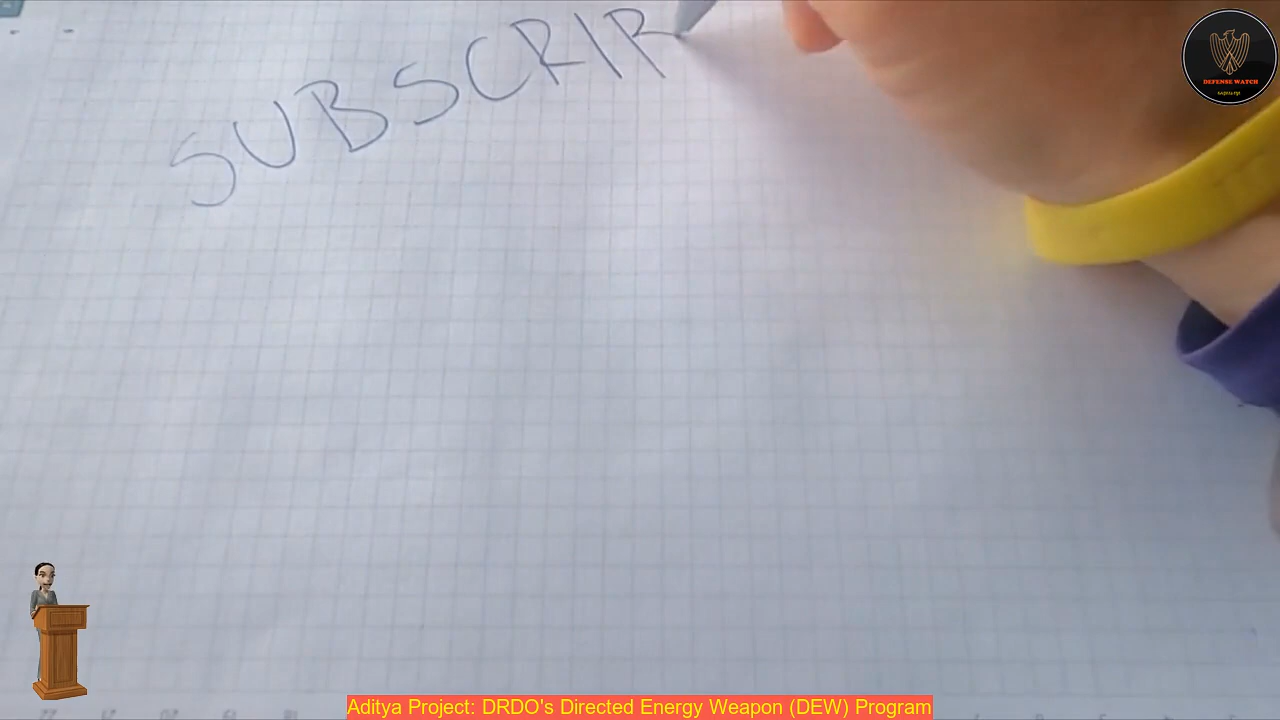 SUBSCRIB
DEFENSE WATCH
Aditya Project: DRDO's Directed Energy Weapon (DEW) Program